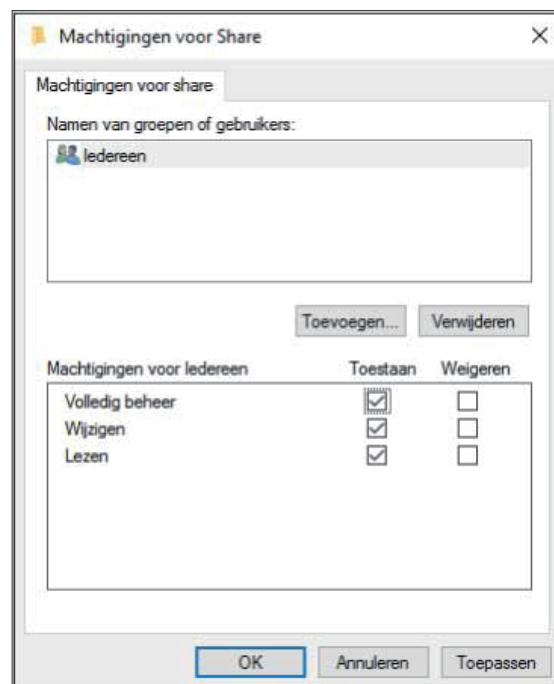 Machtigingen voor Share
Machtigingen voor share
Namen van groepen of gebruikers:
Iedereen
Toevoegen... Verwijderen
Machtigingen voor Iedereen Toestaan Weigeren
Volledig beheer
Wijzigen
Lezen
OK Annuleren Toepassen